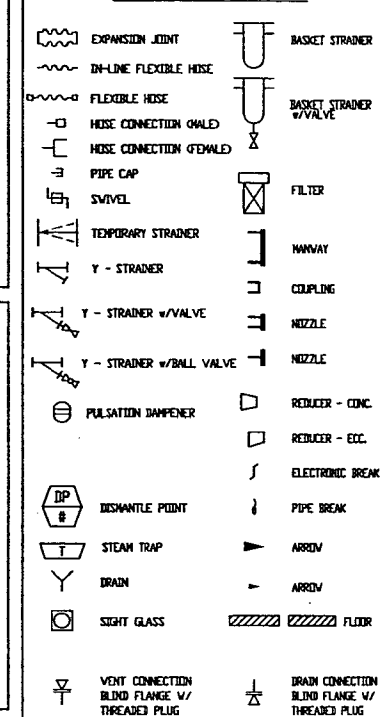 EXPANSION JOINT
IN-LINE FLEXIBLE HOSE
FLEXIBLE HOSE
HOSE CONNECTION (MALE)
HOSE CONNECTION (FEMALE)
PIPE CAP
SWIVEL
TEMPORARY STRAINER
Y - STRAINER
Y - STRAINER w/VALVE
Y - STRAINER w/BALL VALVE
PULSATION DAMPENER
DP
#
DISMANTLE POINT
T
STEAM TRAP
DRAIN
SIGHT GLASS
VENT CONNECTION
BLIND FLANGE W/
THREADED PLUG
BASKET STRAINER
BASKET STRAINER
w/VALVE
FILTER
MANWAY
COUPLING
NOZZLE
NOZZLE
REDUCER - CONC.
REDUCER - ECC.
ELECTRONIC BREAK
PIPE BREAK
ARROW
ARROW
FLOOR
DRAIN CONNECTION
BLIND FLANGE W/
THREADED PLUG